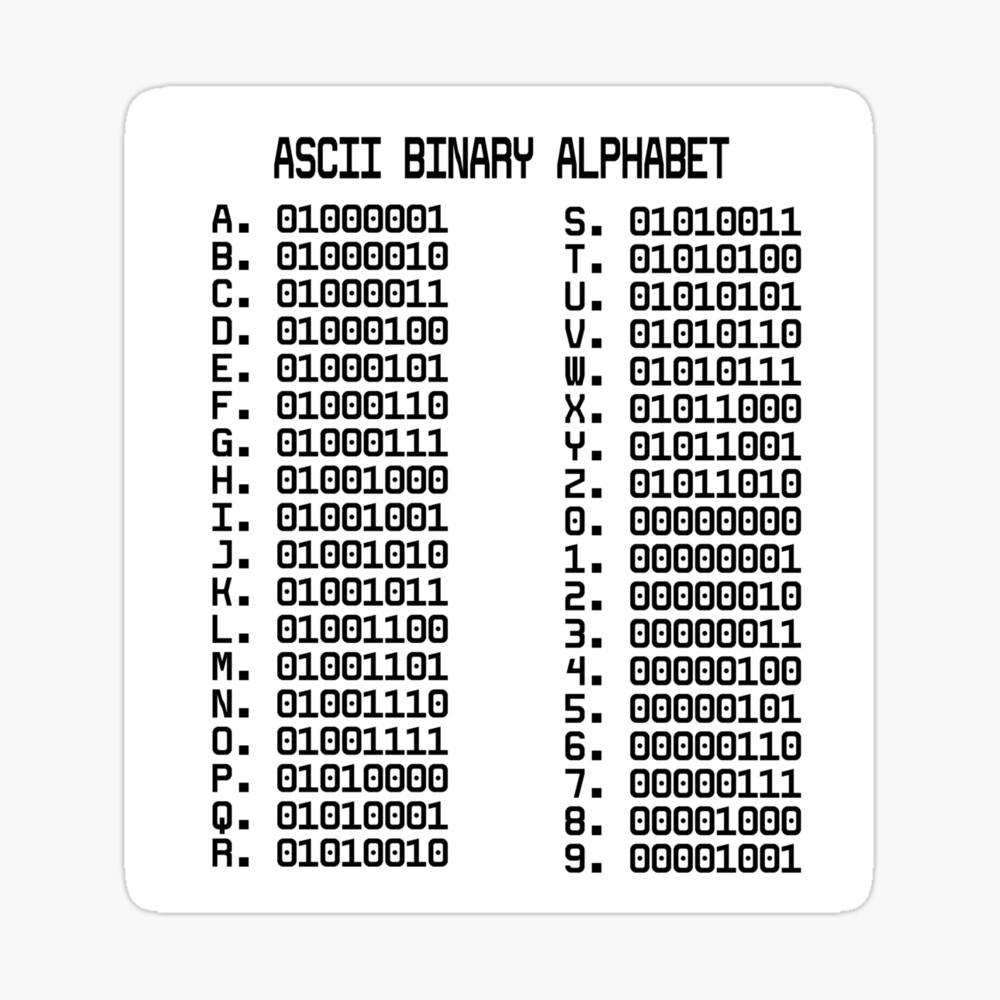 ASCII BINARY ALPHABET
A. 01000001
B. 01000010
C. 01000011
D. 01000100
E. 01000101
F. 01000110
G. 01000111
H. 01001000
I. 01001001
J. 01001010
K. 01001011
L. 01001100
M. 01001101
N. 01001110
O. 01001111
P. 01010000
Q. 01010001
R. 01010010
S. 01010011
T. 01010100
U. 01010101
V. 01010110
W. 01010111
X. 01011000
Y. 01011001
Z. 01011010
0. 00000000
1. 00000001
2. 00000010
3. 00000011
4. 00000100
5. 00000101
6. 00000110
7. 00000111
8. 00001000
9. 00001001